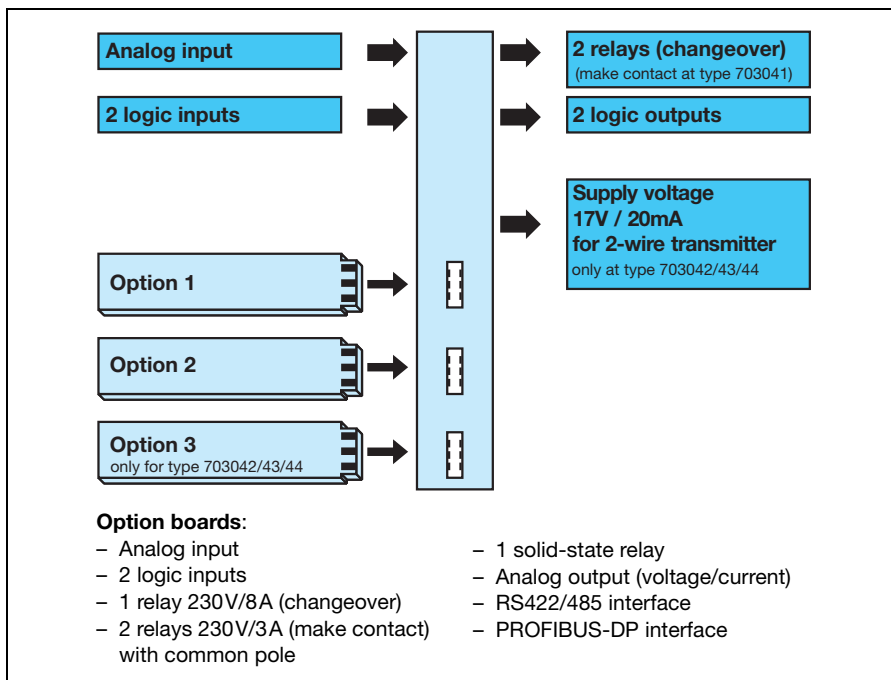 Analog input
2 relays (changeover)
(make contact at type 703041)
2 logic inputs
2 logic outputs
Supply voltage
17V / 20mA
for 2-wire transmitter
only at type 703042/43/44
Option 1
Option 2
Option 3
only for type 703042/43/44
Option boards:
– Analog input
– 2 logic inputs
– 1 relay 230V/8A (changeover)
– 2 relays 230V/3A (make contact)
with common pole
– 1 solid-state relay
– Analog output (voltage/current)
– RS422/485 interface
– PROFIBUS-DP interface